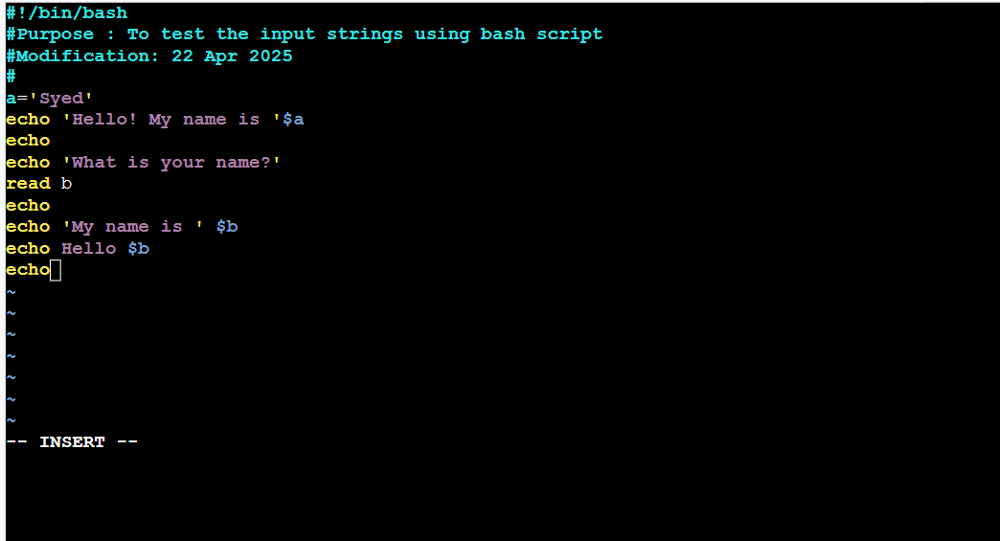 #!/bin/bash
#Purpose : To test the input strings using bash script
#Modification: 22 Apr 2025
#
a='Syed'
echo 'Hello! My name is '$a
echo
echo 'What is your name?'
read b
echo
echo 'My name is ' $b
echo Hello $b
echo
~
~
~
~
~
~
~
-- INSERT --